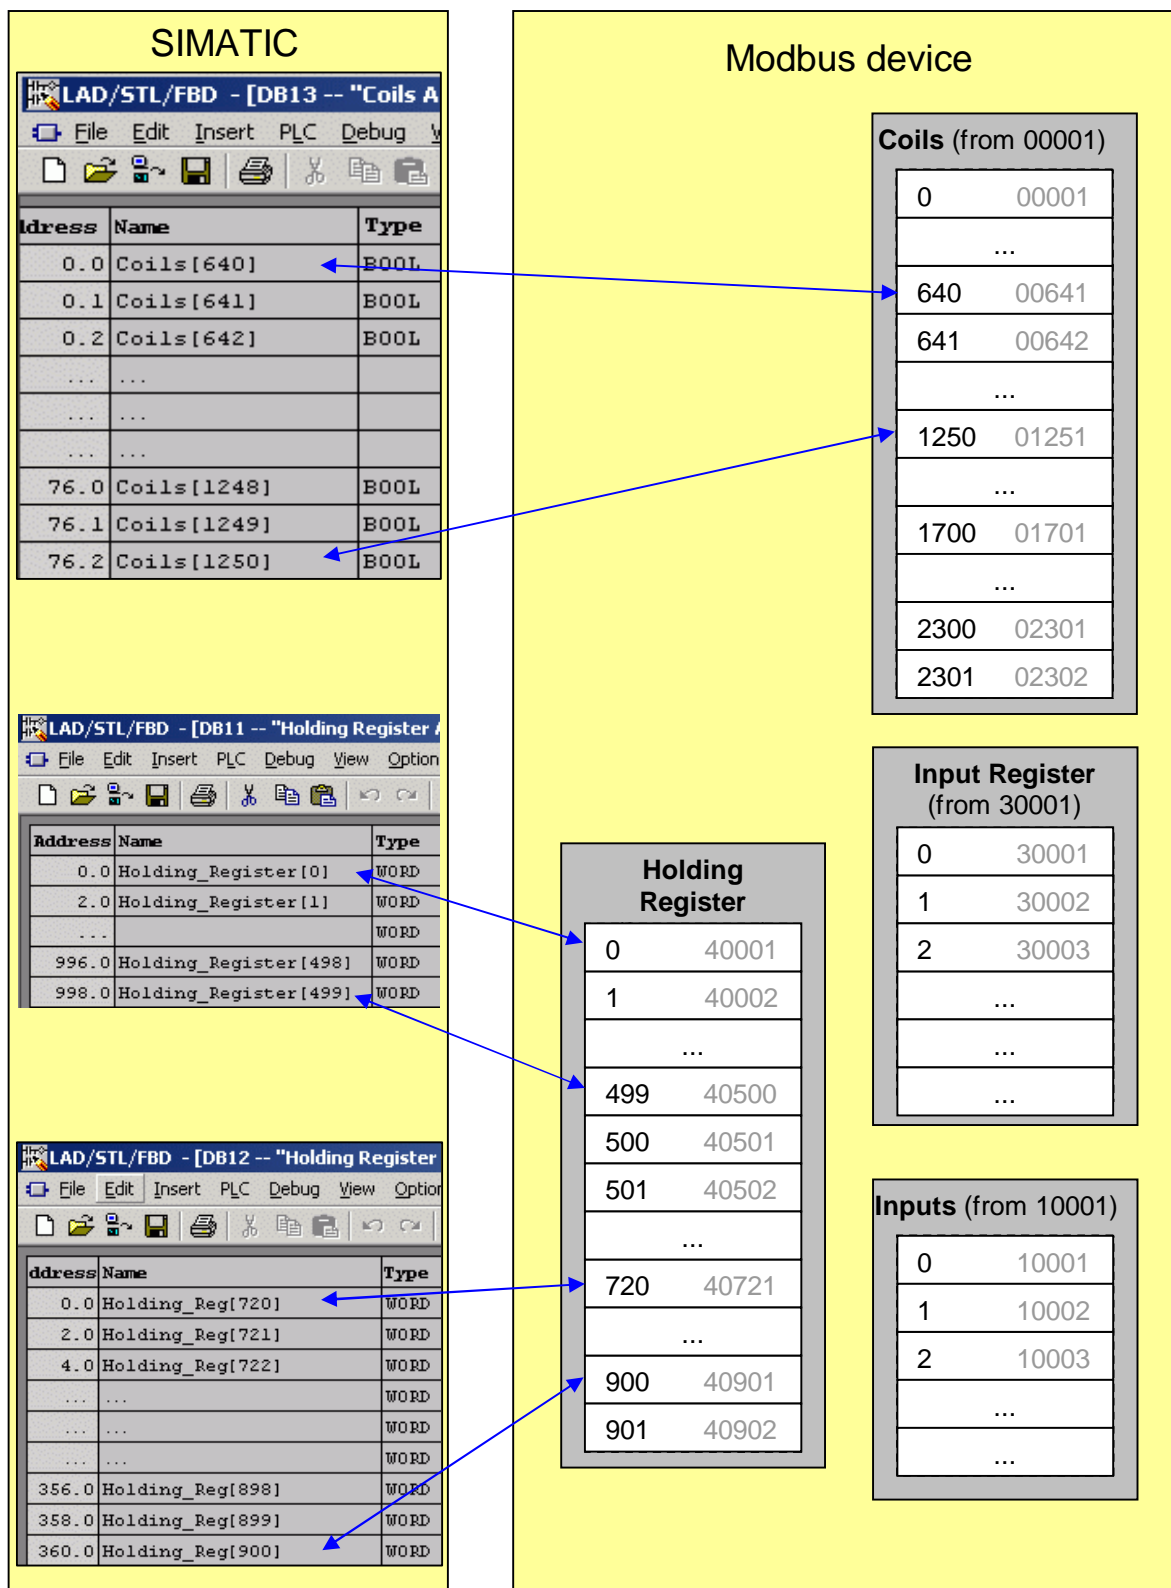 SIMATIC
LAD/STL/FBD - [DB13 -- "Coils A
File Edit Insert PLC Debug
ddress Name Type
0.0 Coils[640] BOOL
0.1 Coils[641] BOOL
0.2 Coils[642] BOOL
... ...
... ...
... ...
76.0 Coils[1248] BOOL
76.1 Coils[1249] BOOL
76.2 Coils[1250] BOOL
LAD/STL/FBD - [DB11 -- "Holding Register A
File Edit Insert PLC Debug View Option
Address Name Type
0.0 Holding_Register[0] WORD
2.0 Holding_Register[1] WORD
... WORD
996.0 Holding_Register[498] WORD
998.0 Holding_Register[499] WORD
LAD/STL/FBD - [DB12 -- "Holding Register
File Edit Insert PLC Debug View Option
ddress Name Type
0.0 Holding_Reg[720] WORD
2.0 Holding_Reg[721] WORD
4.0 Holding_Reg[722] WORD
... ... WORD
... ... WORD
... ... WORD
356.0 Holding_Reg[898] WORD
358.0 Holding_Reg[899] WORD
360.0 Holding_Reg[900] WORD
Modbus device
Coils (from 00001)
0 00001
...
640 00641
641 00642
...
1250 01251
...
1700 01701
...
2300 02301
2301 02302
Holding
Register
0 40001
1 40002
...
499 40500
500 40501
501 40502
...
720 40721
...
900 40901
901 40902
Input Register
(from 30001)
0 30001
1 30002
2 30003
...
...
...
Inputs (from 10001)
0 10001
1 10002
2 10003
...
...